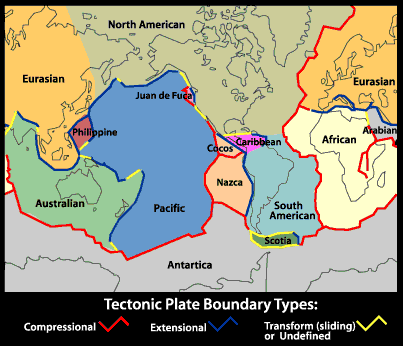 North American
Eurasian
Eurasian
Juan de Fuca
Philippine
Arabian
African
Caribbean
Cocos
Nazca
Australian
Pacific
South
American
Scotia
Antartica
Tectonic Plate Boundary Types:
Compressional
Extensional
Transform (sliding)
or Undefined